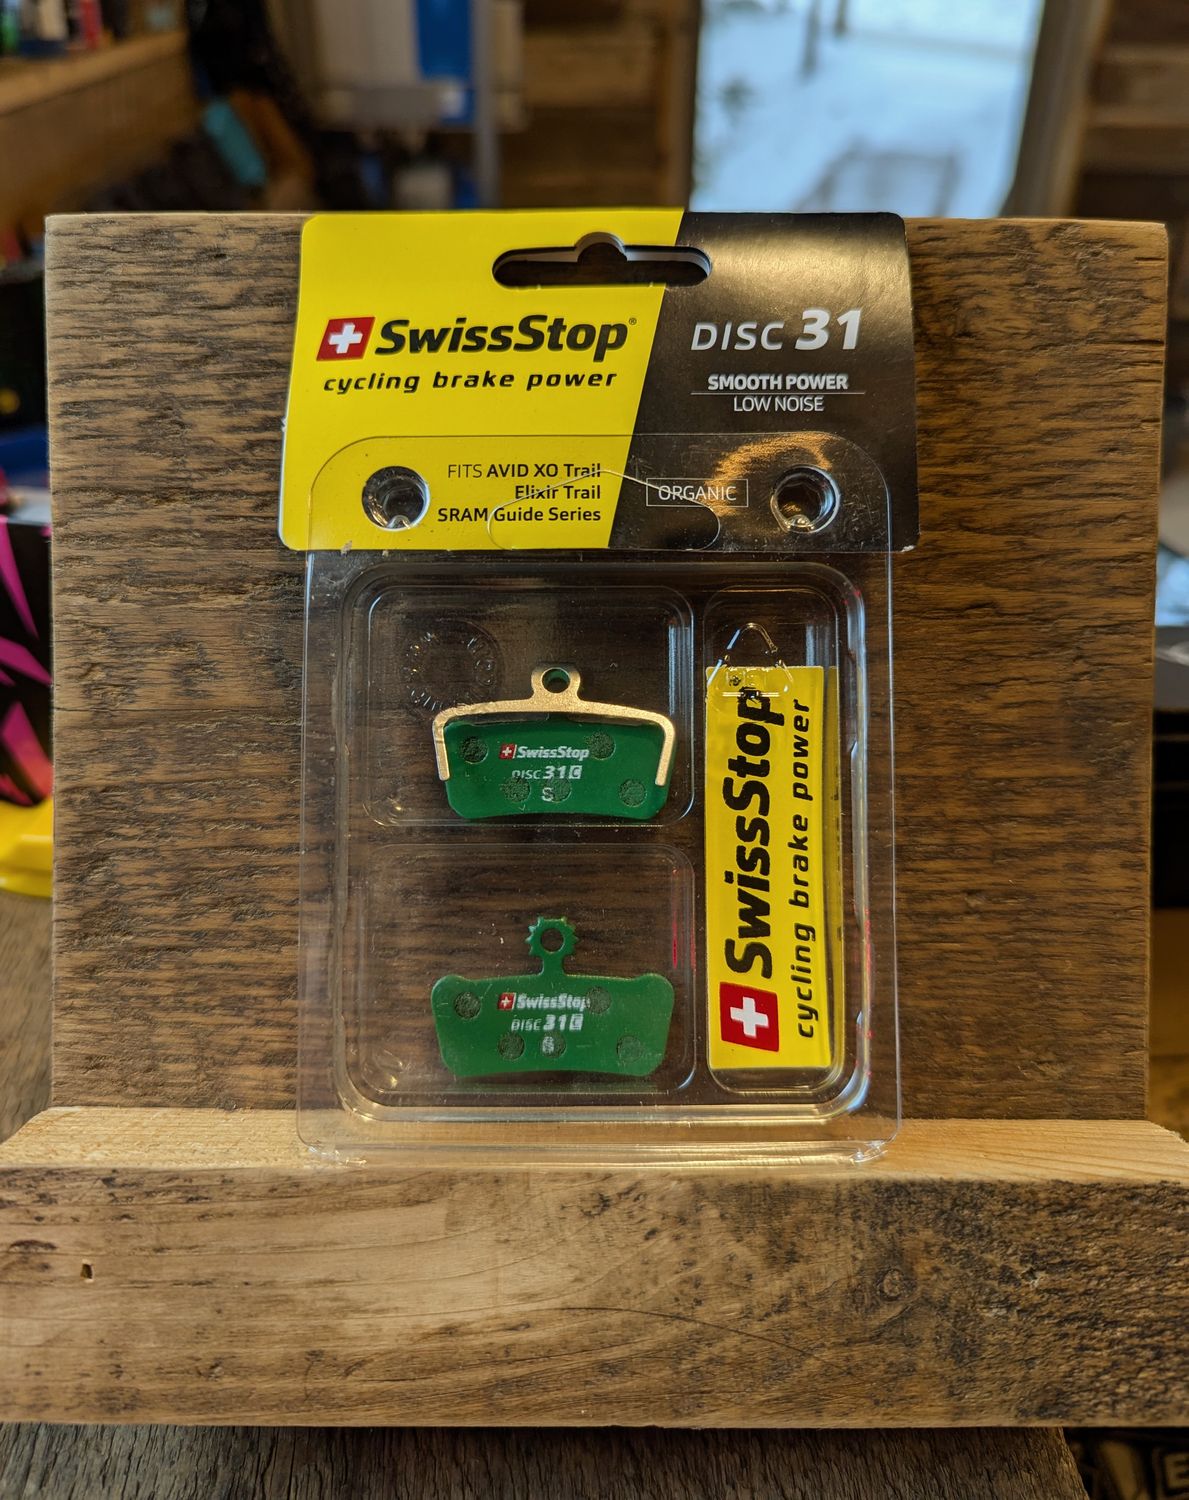 SwissStop®
cycling brake power
DISC 31
SMOOTH POWER
LOW NOISE
FITS AVID XO Trail
Elixir Trail
SRAM Guide Series
ORGANIC
SwissStop
DISC 31 C
S
SwissStop
DISC 31 C
SwissStop®
cycling brake power